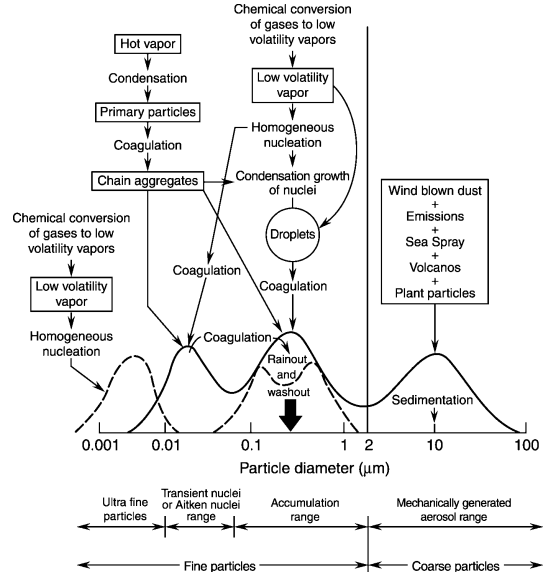 Chemical conversion
of gases to low
volatility vapors
Hot vapor
Condensation
Low volatility
vapor
Primary particles
Homogeneous
nucleation
Coagulation
Chain aggregates
Condensation growth
of nuclei
Wind blown dust
+
Emissions
+
Sea Spray
+
Volcanos
+
Plant particles
Chemical conversion
of gases to low
volatility vapors
Droplets
Coagulation
Low volatility
vapor
Coagulation
Homogeneous
nucleation
Coagulation
Rainout
and
washout
Sedimentation
0.001 0.01 0.1 1 2 10 100
Particle diameter (μm)
Ultra fine
particles
Transient nuclei
or Aitken nuclei
range
Accumulation
range
Mechanically generated
aerosol range
Fine particles
Coarse particles